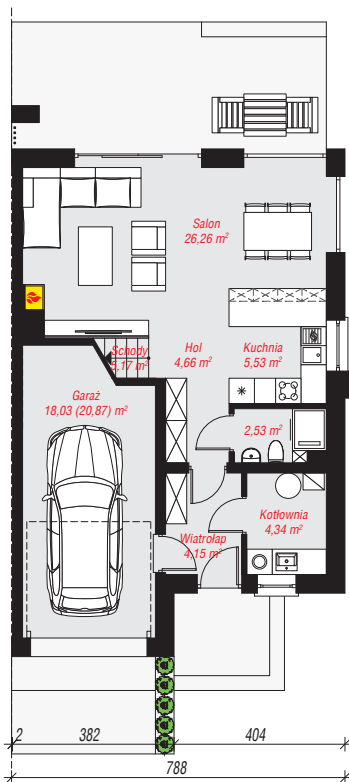 Salon
26,26 m²
Schody
5,17 m²
Hol
4,66 m²
Kuchnia
5,53 m²
Garaż
18,03 (20,87) m²
2,53 m²
Kotłownia
4,34 m²
Wiatrołap
4,15 m²
2
382
404
788